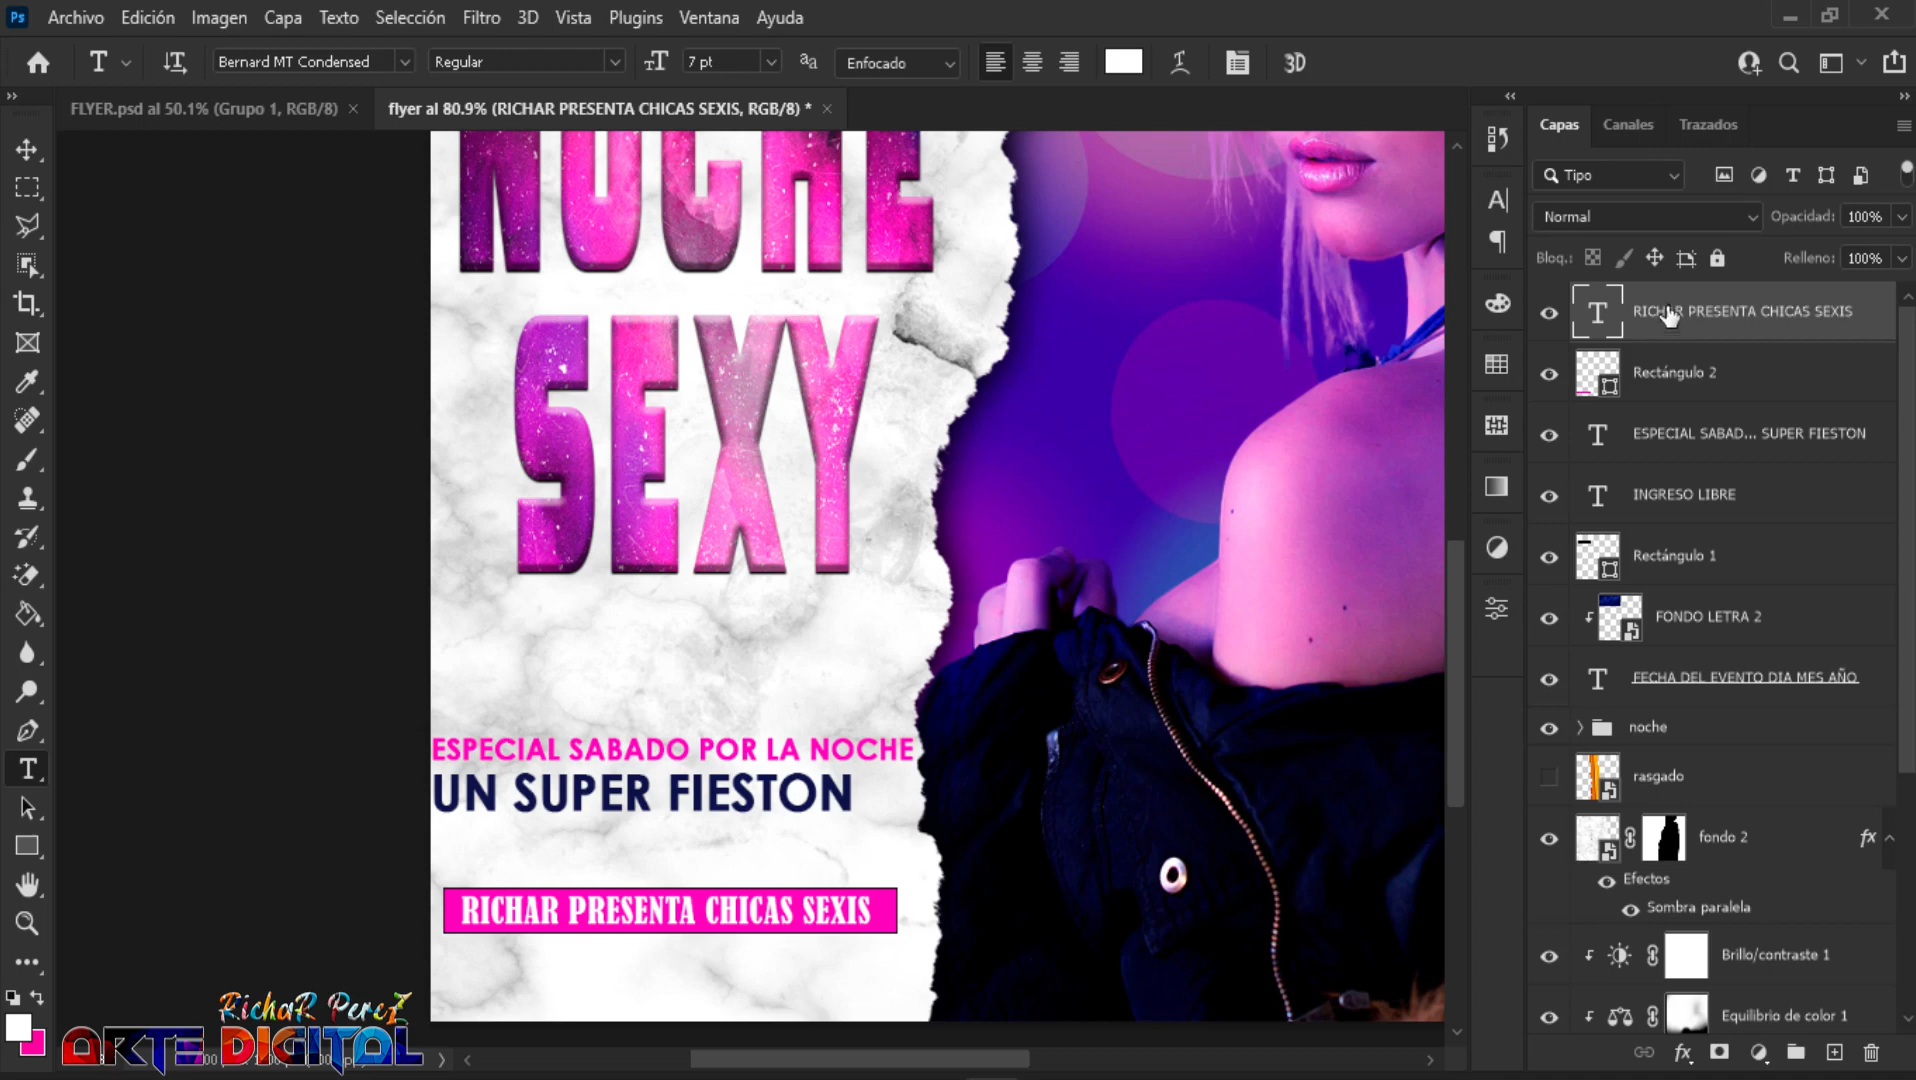 Archivo Edición Imagen Capa Texto Selección Filtro 3D Vista Plugins Ventana Ayuda
Bernard MT Condensed Regular 7 pt Enfocado 3D
FLYER.psd al 50.1% (Grupo 1, RGB/8) × flyer al 80.9% (RICHAR PRESENTA CHICAS SEXIS, RGB/8) * ×
Capas Canales Trazados
Tipo
Normal Opacidad: 100%
Bloq.: Relleno: 100%
RICHAR PRESENTA CHICAS SEXIS
Rectángulo 2
ESPECIAL SABAD... SUPER FIESTON
INGRESO LIBRE
Rectángulo 1
FONDO LETRA 2
FECHA DEL EVENTO DIA MES AÑO
noche
rasgado
fondo 2 fx
Efectos
Sombra paralela
Brillo/contraste 1
Equilibrio de color 1
NOCHE
SEXY
ESPECIAL SABADO POR LA NOCHE
UN SUPER FIESTON
RICHAR PRESENTA CHICAS SEXIS
RichaR PereZ
ARTE DIGITAL